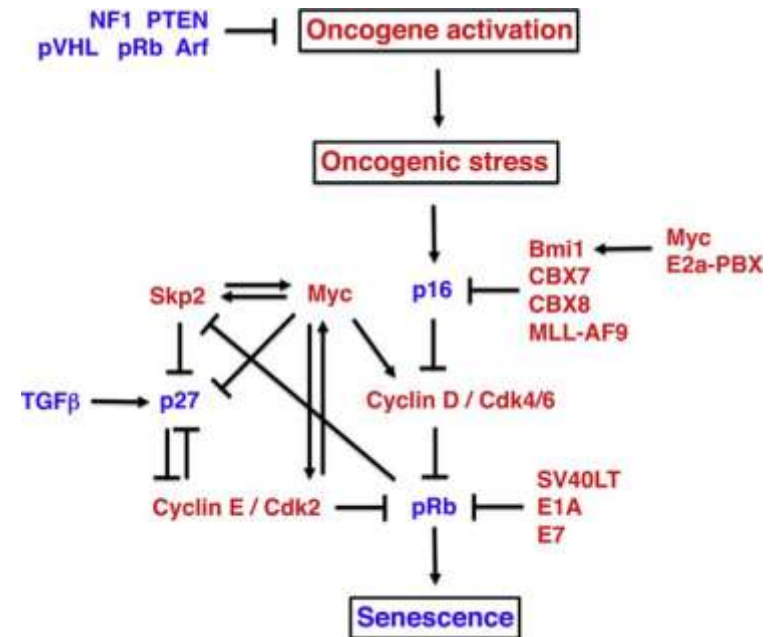 NF1 PTEN
pVHL pRb Arf
Oncogene activation
Oncogenic stress
Bmi1
CBX7
CBX8
MLL-AF9
Myc
E2a-PBX
Skp2
Myc
p16
TGFβ
p27
Cyclin D / Cdk4/6
Cyclin E / Cdk2
pRb
SV40LT
E1A
E7
Senescence